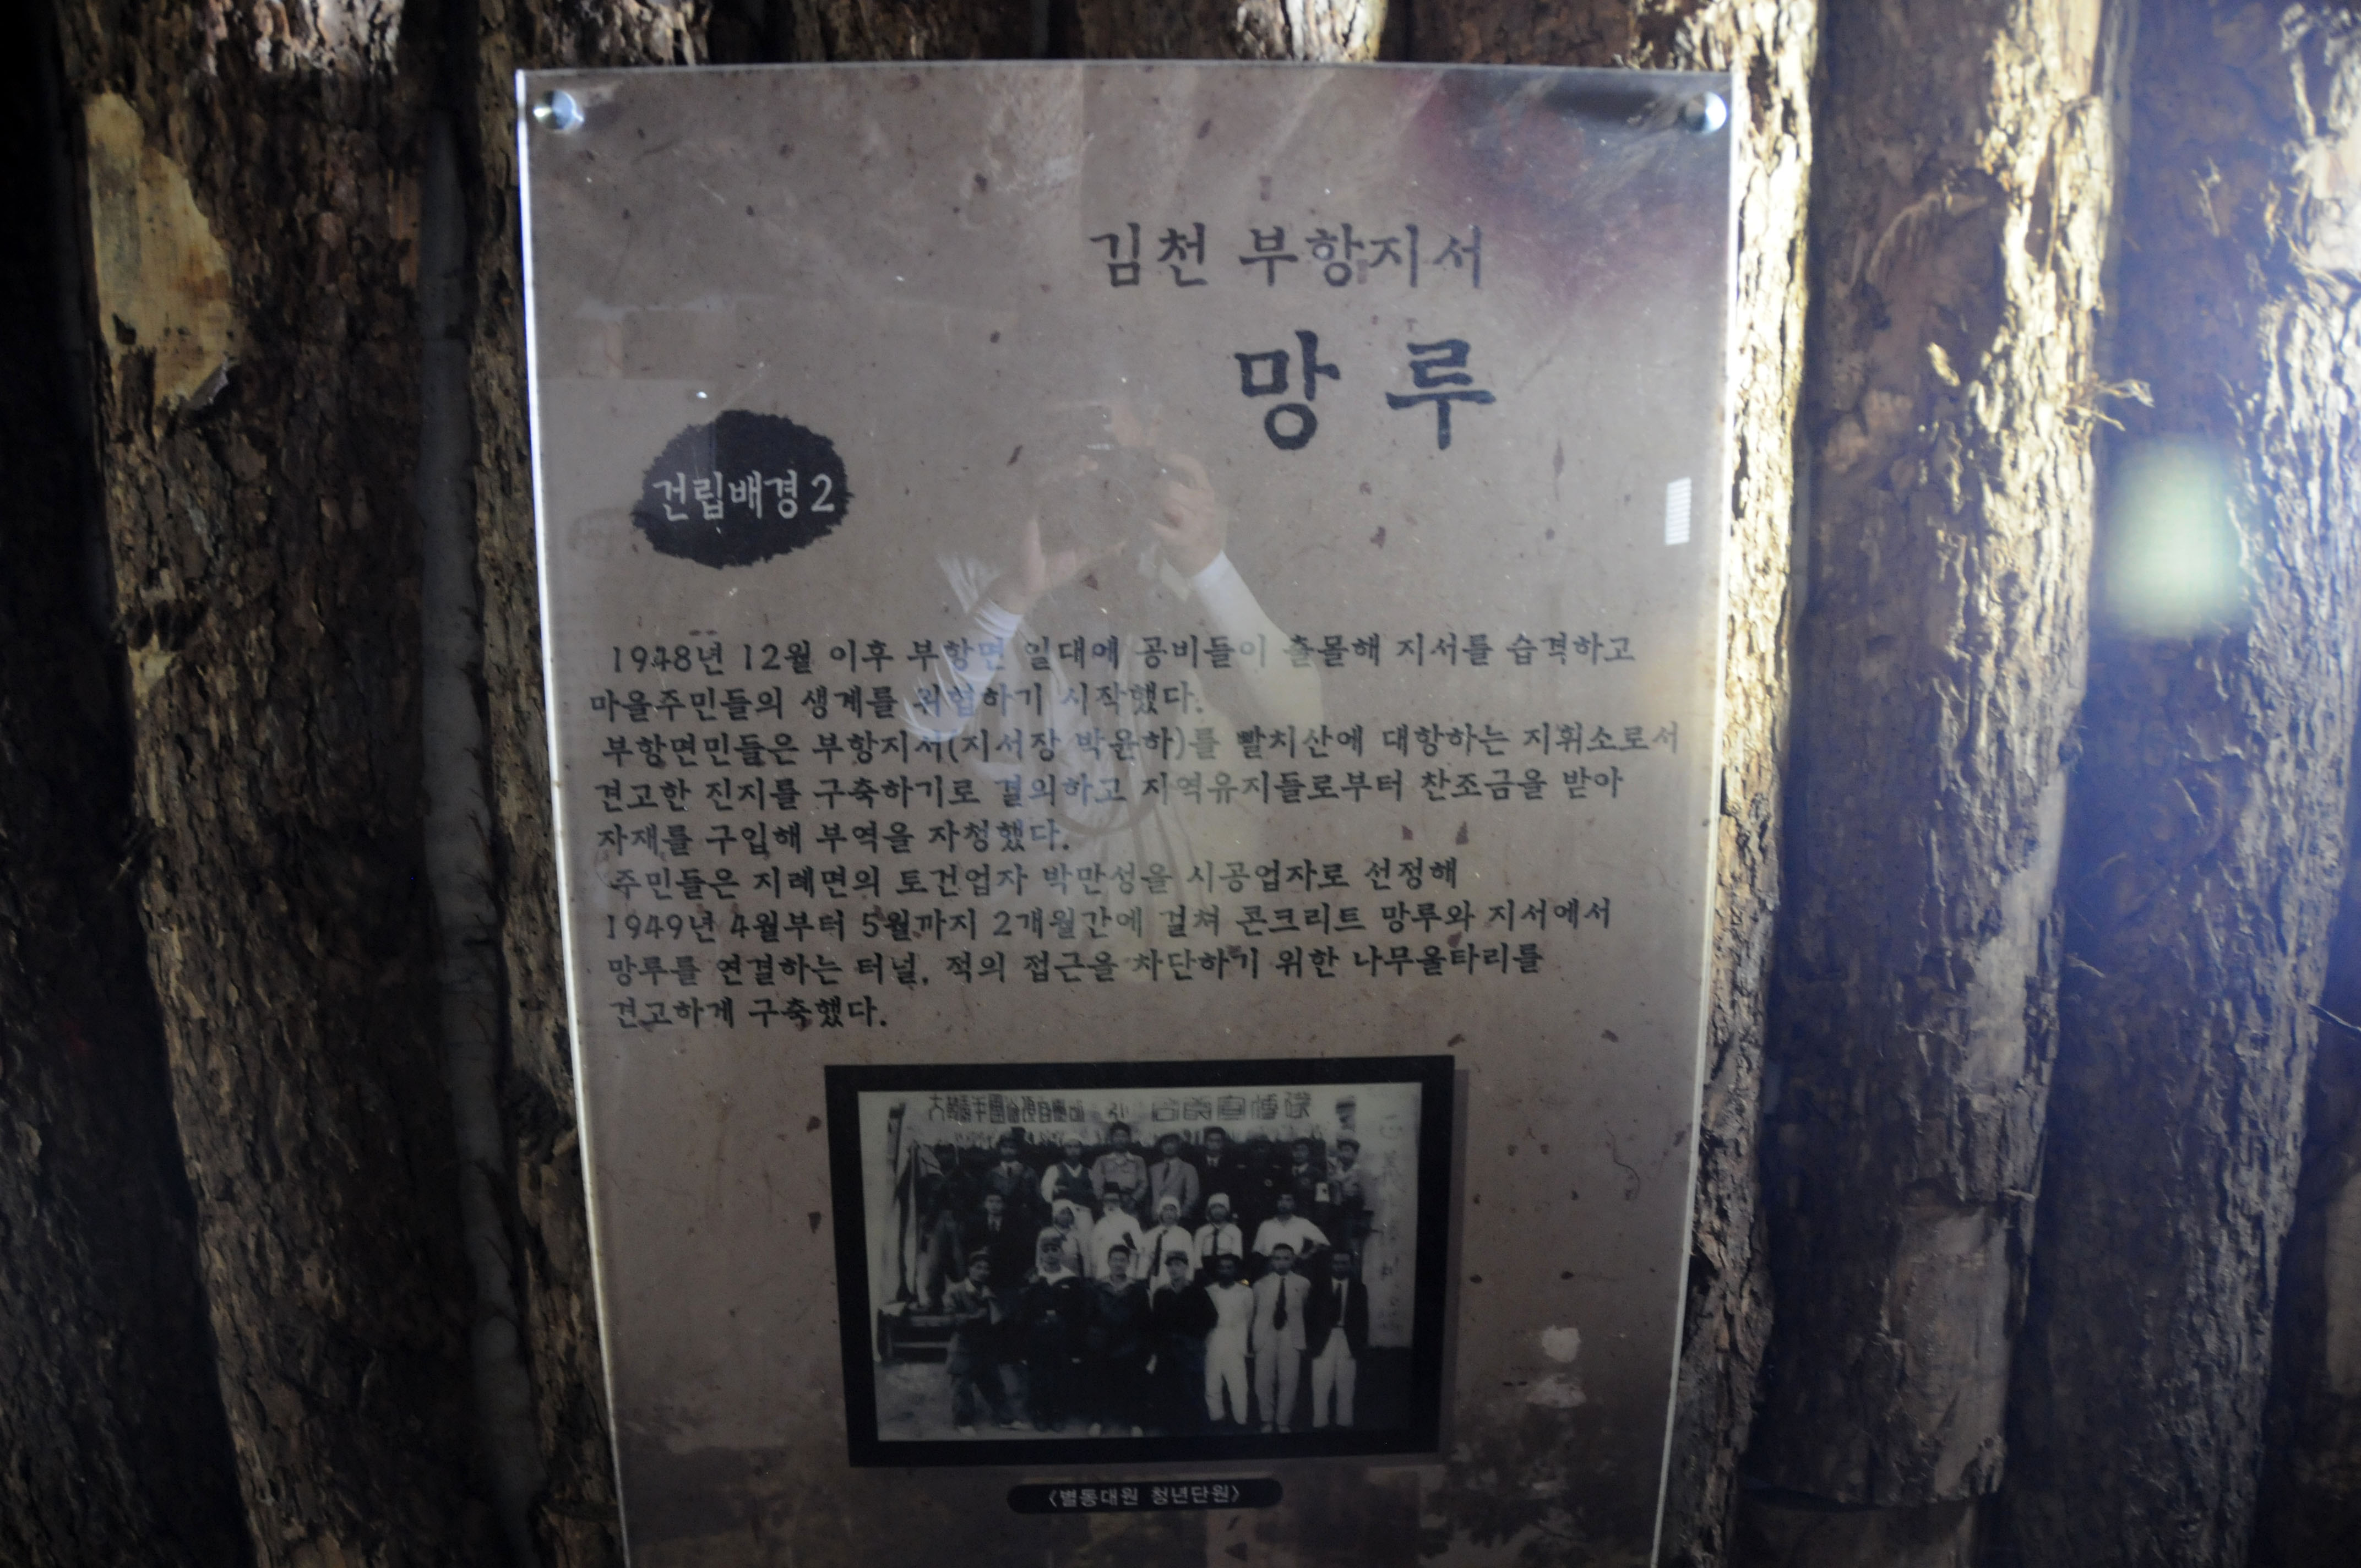 김천 부항지서
망루
건립배경 2
1948년 12월 이후 부항면 일대에 공비들이 출몰해 지서를 습격하고
마을주민들의 생계를 위협하기 시작했다.
부항면민들은 부항지서(지서장 박윤하)를 빨치산에 대항하는 지휘소로서
견고한 진지를 구축하기로 결의하고 지역유지들로부터 찬조금을 받아
자재를 구입해 부역을 자청했다.
주민들은 지례면의 토건업자 박만성을 시공업자로 선정해
1949년 4월부터 5월까지 2개월간에 걸쳐 콘크리트 망루와 지서에서
망루를 연결하는 터널, 적의 접근을 차단하기 위한 나무울타리를
견고하게 구축했다.
<별동대원 청년단원>